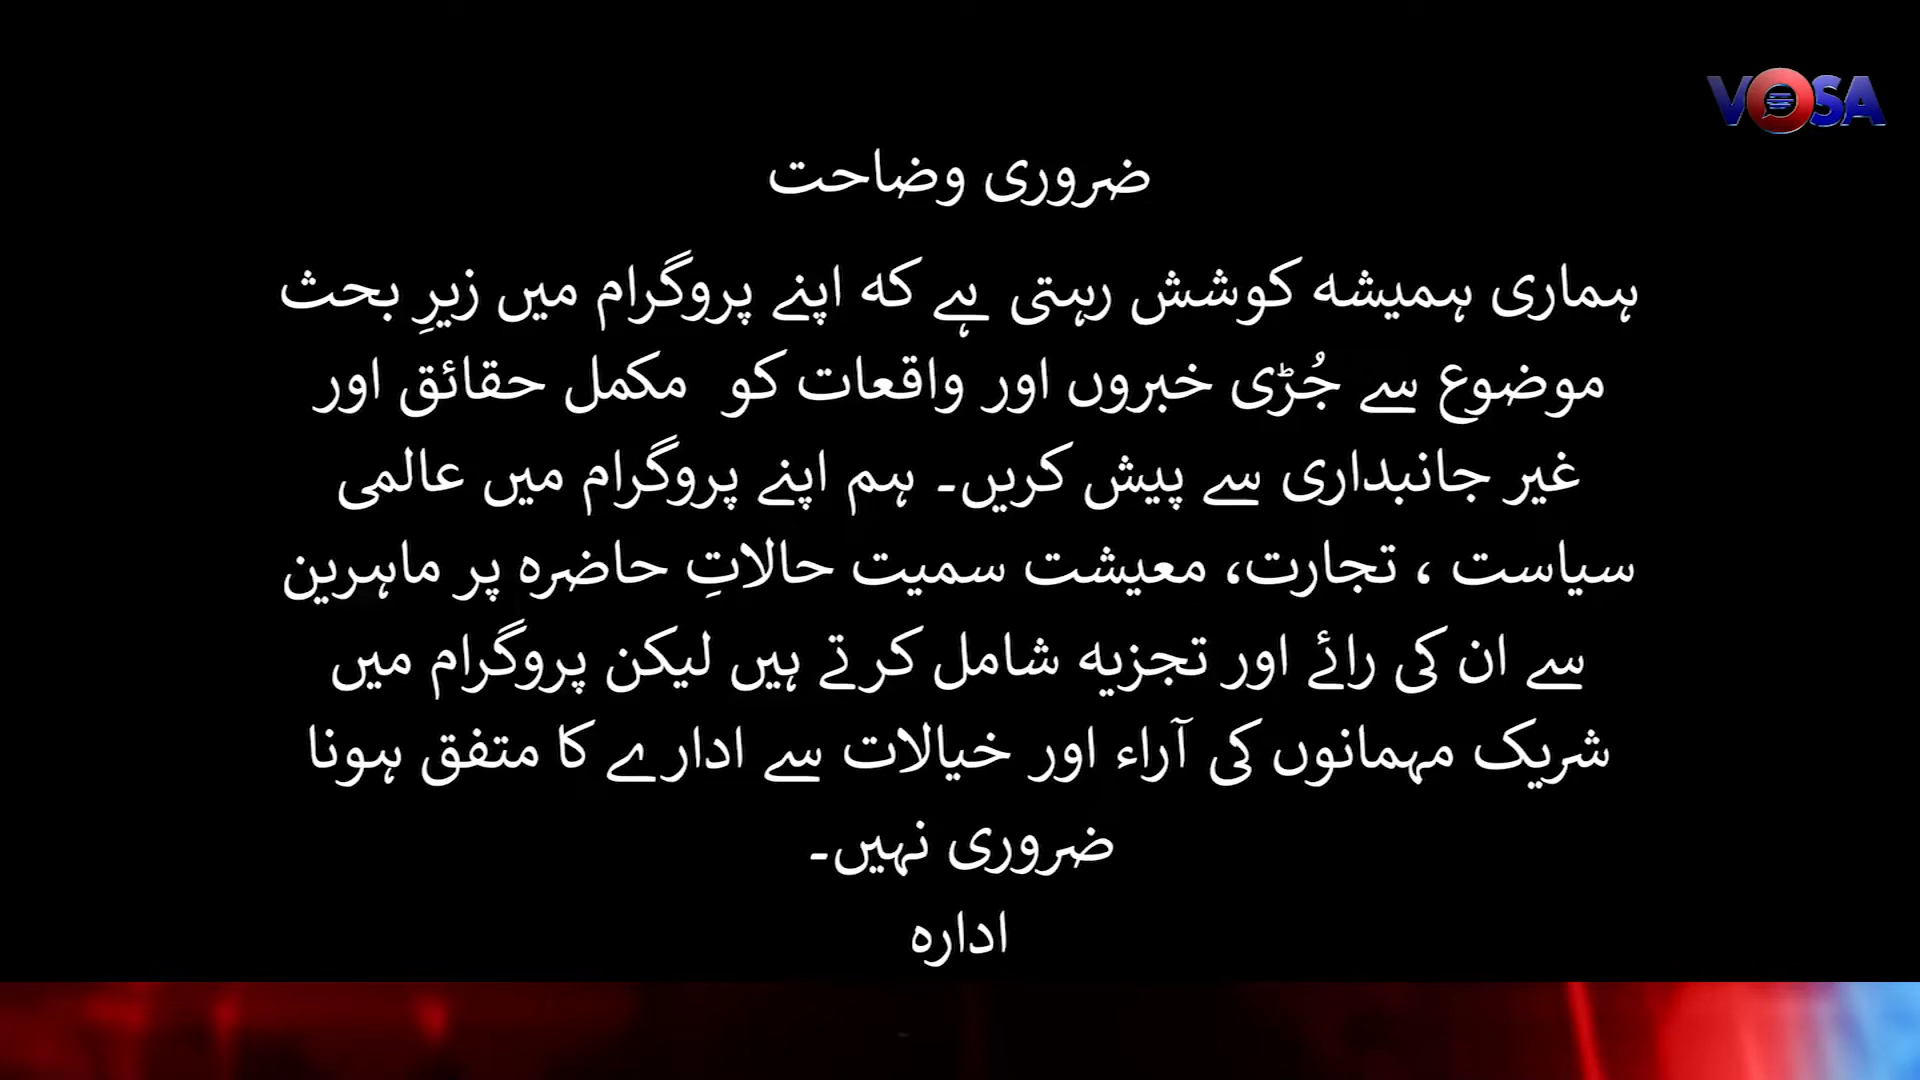 VOSA
ضروری وضاحت
ہماری ہمیشہ کوشش رہتی ہے کہ اپنے پروگرام میں زیرِ بحث
موضوع سے جُڑی خبروں اور واقعات کو مکمل حقائق اور
غیر جانبداری سے پیش کریں۔ ہم اپنے پروگرام میں عالمی
سیاست ، تجارت، معیشت سمیت حالاتِ حاضرہ پر ماہرین
سے ان کی رائے اور تجزیہ شامل کرتے ہیں لیکن پروگرام میں
شریک مہمانوں کی آراء اور خیالات سے ادارے کا متفق ہونا
ضروری نہیں۔
ادارہ